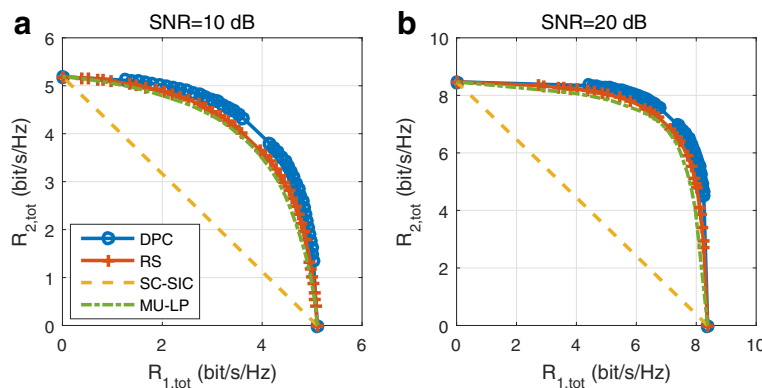 a
SNR=10 dB
6
5
4
3
2
1
0
R2,tot (bit/s/Hz)
DPC
RS
SC-SIC
MU-LP
0 2 4 6
R1,tot (bit/s/Hz)
b
SNR=20 dB
10
8
6
4
2
0
R2,tot (bit/s/Hz)
0 2 4 6 8 10
R1,tot (bit/s/Hz)